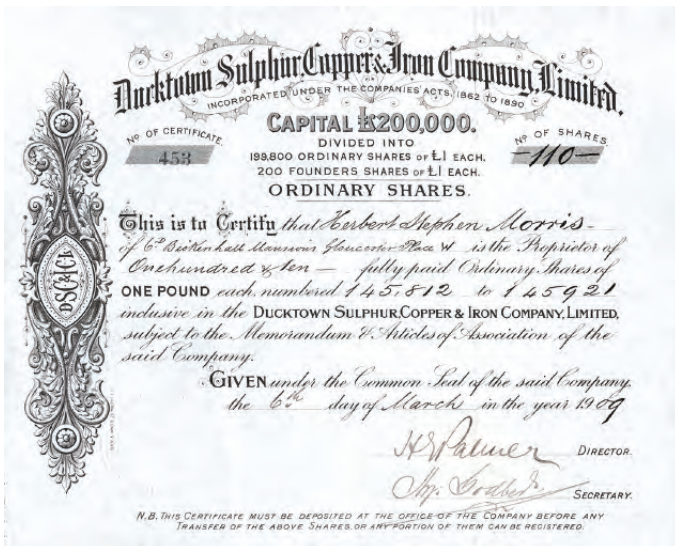 Ducktown Sulphur, Copper & Iron Company, Limited.
INCORPORATED UNDER THE COMPANIES' ACTS, 1862 TO 1890.
CAPITAL £200,000.
Nº OF CERTIFICATE.
453
DIVIDED INTO
199,800 ORDINARY SHARES OF £1 EACH.
200 FOUNDERS SHARES OF £1 EACH.
ORDINARY SHARES.
Nº OF SHARES
—110—
DSC&ICL
This is to Certify that Herbert Stephen Morris -
of 6ᴰ Bickenhall Mansions Gloucester Place W is the Proprietor of
One hundred & ten — fully paid Ordinary Shares of
ONE POUND each, numbered 145,812 to 145921
inclusive in the DUCKTOWN SULPHUR, COPPER & IRON COMPANY, LIMITED,
subject to the Memorandum & Articles of Association of the
said Company.
GIVEN under the Common Seal of the said Company,
the 6th day of March in the year 1909
Palmer DIRECTOR.
SECRETARY.
N.B. THIS CERTIFICATE MUST BE DEPOSITED AT THE OFFICE OF THE COMPANY BEFORE ANY
TRANSFER OF THE ABOVE SHARES, OR ANY PORTION OF THEM CAN BE REGISTERED.